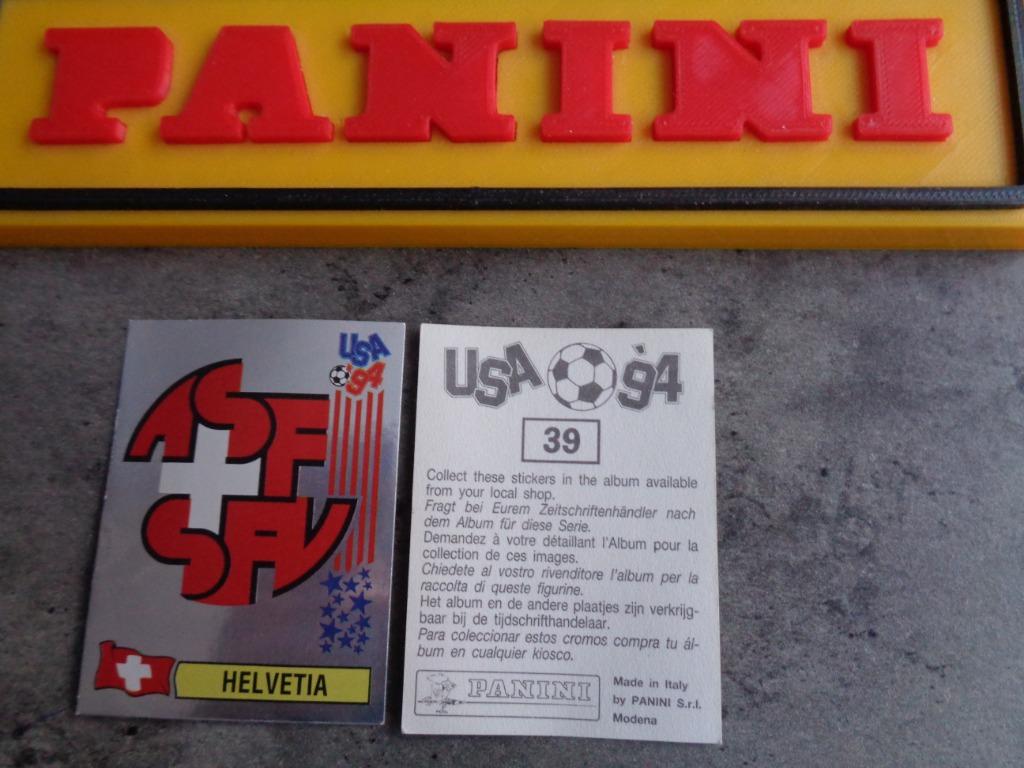 PANINI
USA
'94
ASF
SFV
HELVETIA
USA '94
39
Collect these stickers in the album available
from your local shop.
Fragt bei Eurem Zeitschriftenhändler nach
dem Album für diese Serie.
Demandez à votre détaillant l'Album pour la
collection de ces images.
Chiedete al vostro rivenditore l'album per la
raccolta di queste figurine.
Het album en de andere plaatjes zijn verkrijg-
baar bij de tijdschrifthandelaar.
Para coleccionar estos cromos compra tu ál-
bum en cualquier kiosco.
PANINI
Made in Italy
by PANINI S.r.l.
Modena